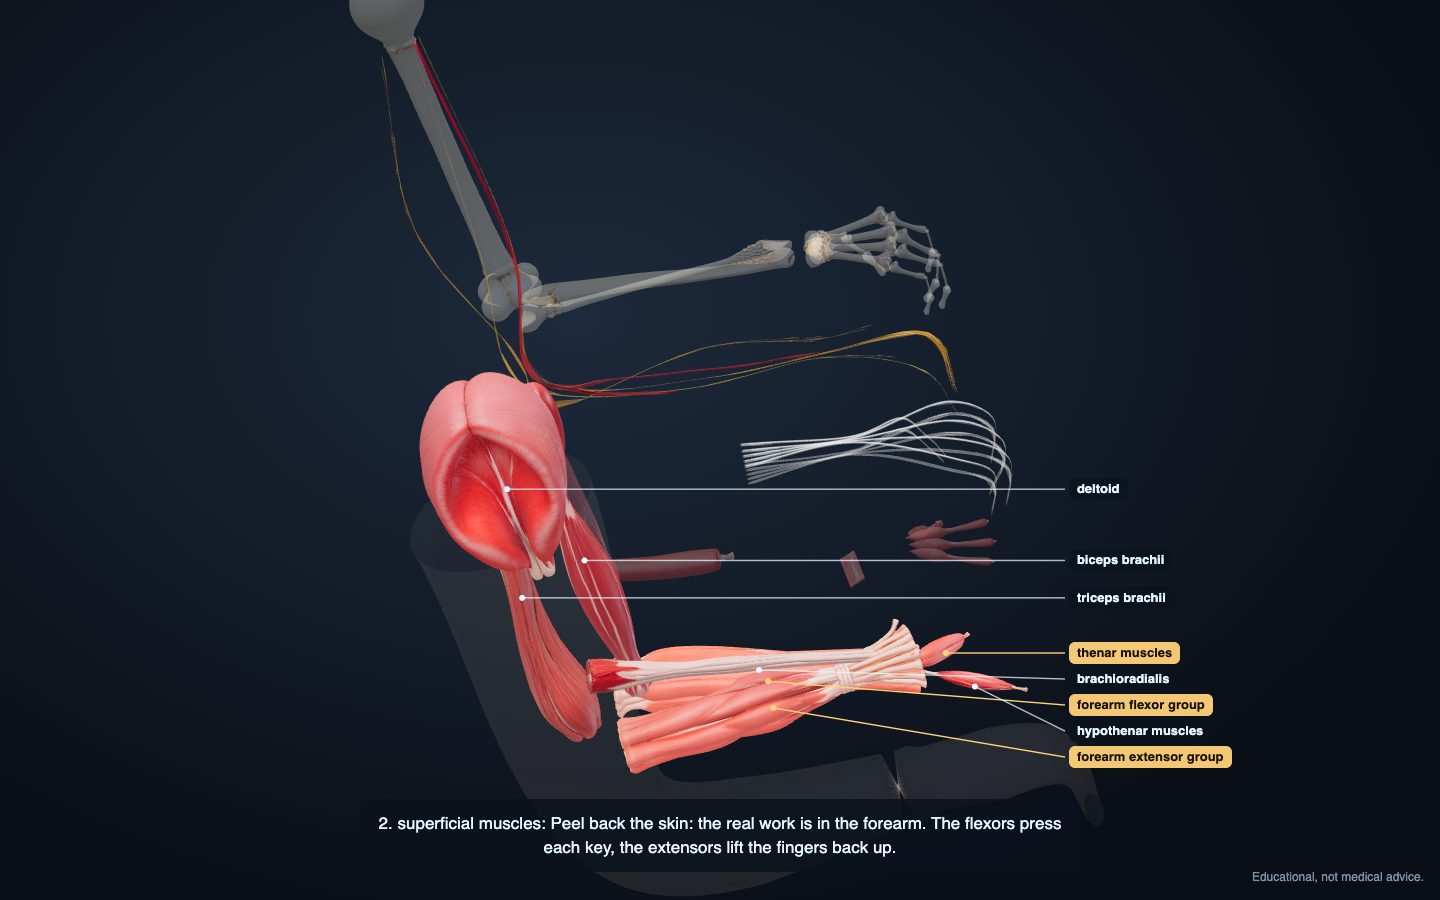 deltoid
biceps brachii
triceps brachii
thenar muscles
brachioradialis
forearm flexor group
hypothenar muscles
forearm extensor group
2. superficial muscles: Peel back the skin: the real work is in the forearm. The flexors press
each key, the extensors lift the fingers back up.
Educational, not medical advice.